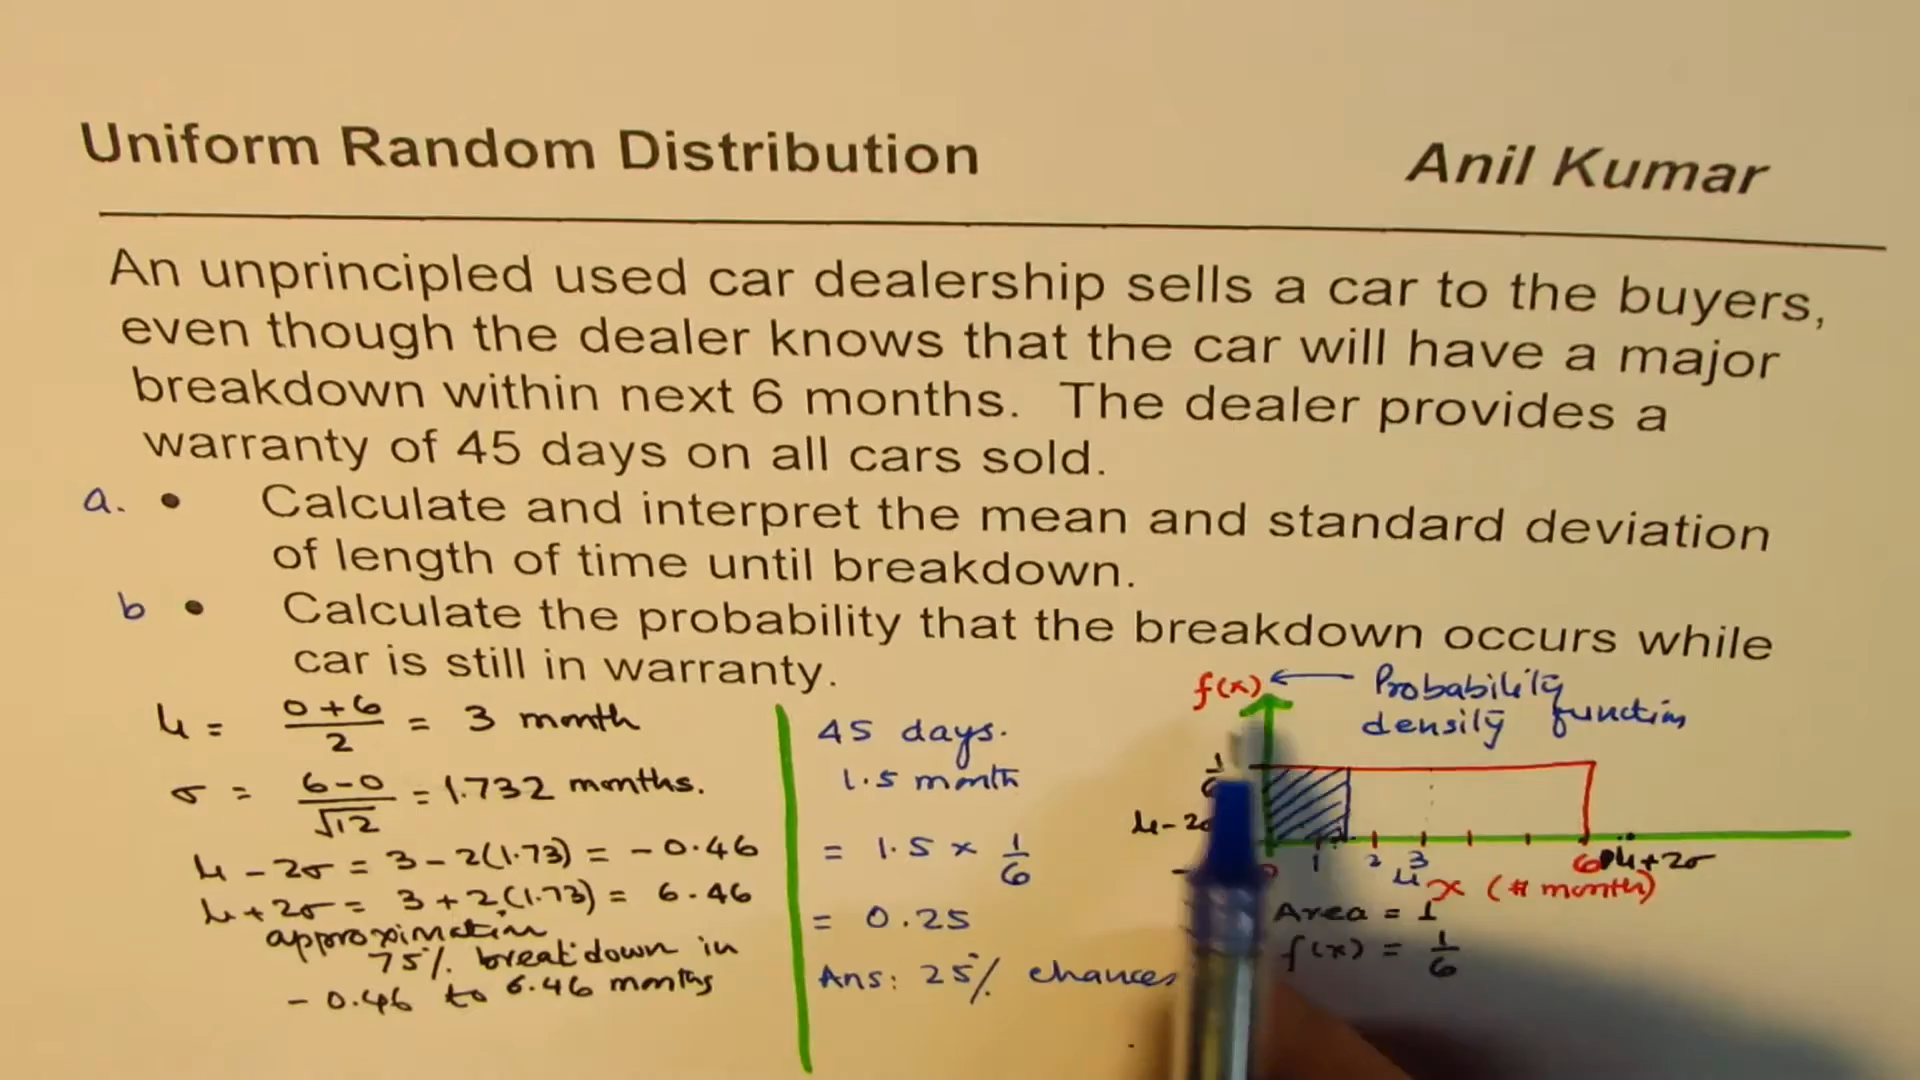 Uniform Random Distribution
Anil Kumar
An unprincipled used car dealership sells a car to the buyers,
even though the dealer knows that the car will have a major
breakdown within next 6 months. The dealer provides a
warranty of 45 days on all cars sold.
a. • Calculate and interpret the mean and standard deviation
of length of time until breakdown.
b • Calculate the probability that the breakdown occurs while
car is still in warranty.
μ = (0+6)/2 = 3 month
σ = (6-0)/√12 = 1.732 months.
μ - 2σ = 3 - 2(1.73) = -0.46
μ + 2σ = 3 + 2(1.73) = 6.46
approximation
75% breakdown in
- 0.46 to 6.46 months
45 days.
1.5 month
= 1.5 × 1/6
= 0.25
Ans: 25% chances
f(x) ← Probability
density function
μ-2σ
1 2 3 6 μ+2σ
μ x (# month)
Area = 1
f(x) = 1/6